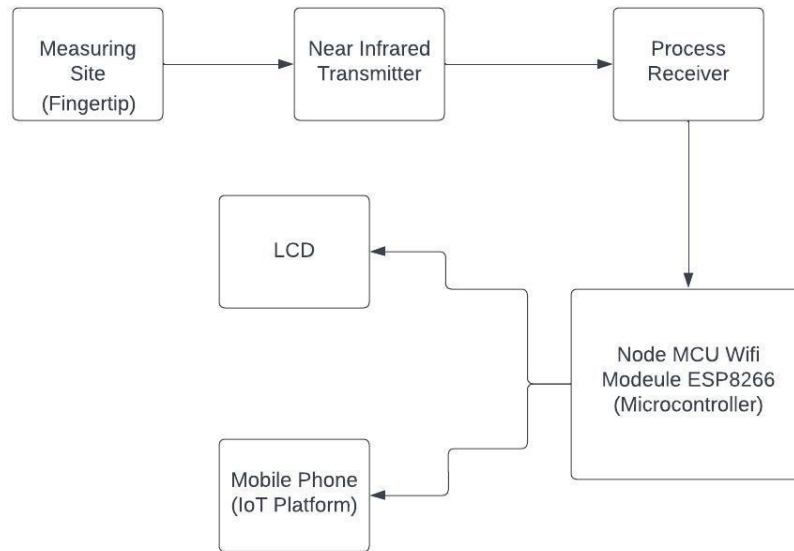 Measuring
Site
(Fingertip)
Near Infrared
Transmitter
Process
Receiver
LCD
Node MCU Wifi
Modeule ESP8266
(Microcontroller)
Mobile Phone
(IoT Platform)